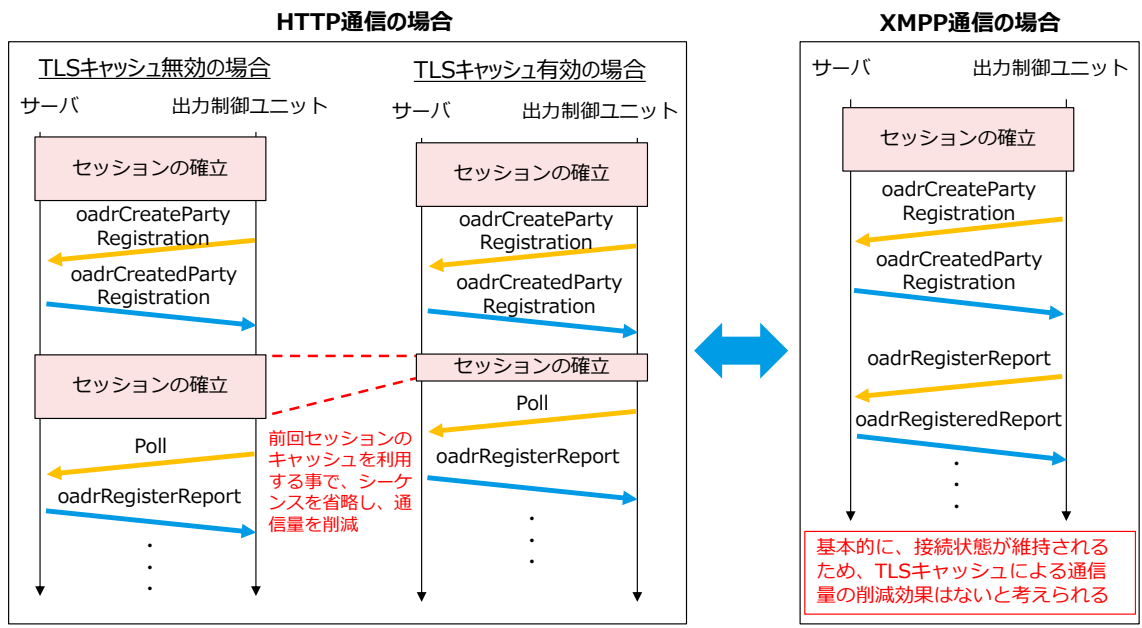 HTTP通信の場合
TLSキャッシュ無効の場合
サーバ
出力制御ユニット
セッションの確立
oadrCreateParty
Registration
oadrCreatedParty
Registration
セッションの確立
Poll
oadrRegisterReport
・
・
・
前回セッションの
キャッシュを利用
する事で、シーケ
ンスを省略し、通
信量を削減
TLSキャッシュ有効の場合
サーバ
出力制御ユニット
セッションの確立
oadrCreateParty
Registration
oadrCreatedParty
Registration
セッションの確立
Poll
oadrRegisterReport
・
・
・
XMPP通信の場合
サーバ
出力制御ユニット
セッションの確立
oadrCreateParty
Registration
oadrCreatedParty
Registration
oadrRegisterReport
oadrRegisteredReport
・
・
・
基本的に、接続状態が維持される
ため、TLSキャッシュによる通信
量の削減効果はないと考えられる